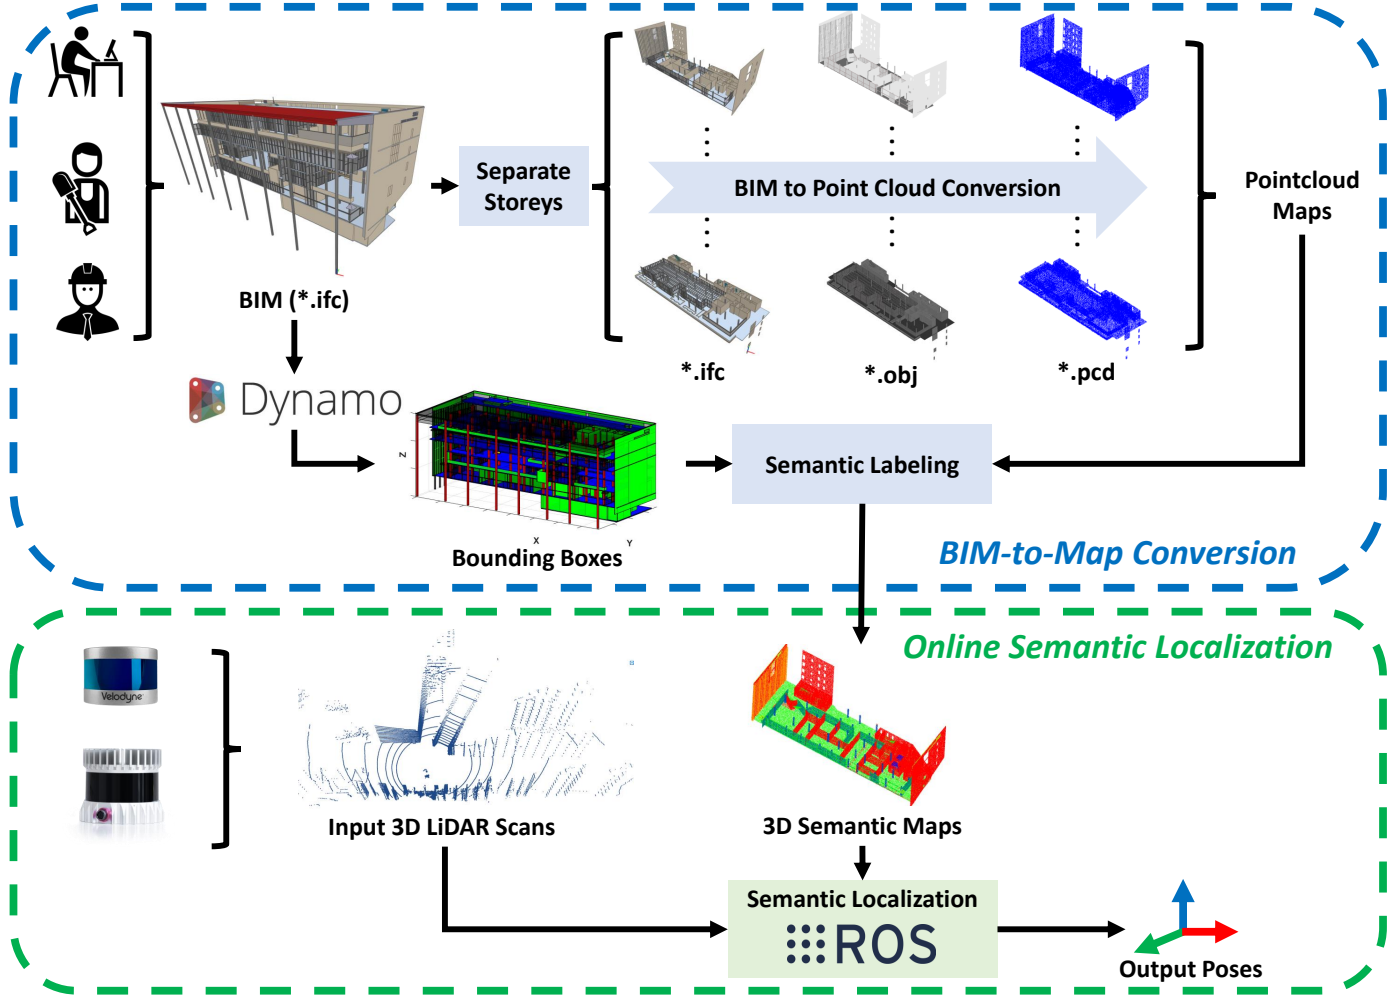 Separate
Storeys
BIM to Point Cloud Conversion
Pointcloud
Maps
BIM (*.ifc)
*.ifc
*.obj
*.pcd
Dynamo
Z
X
Y
Bounding Boxes
Semantic Labeling
BIM-to-Map Conversion
Online Semantic Localization
Velodyne
Input 3D LiDAR Scans
3D Semantic Maps
Semantic Localization
ROS
Output Poses